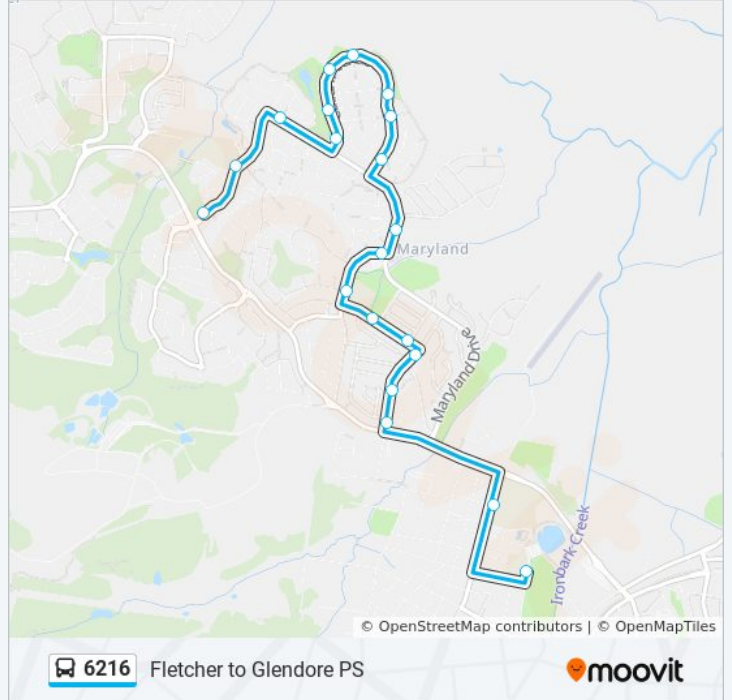 Maryland
Maryland Drive
Ironbark Creek
© OpenStreetMap contributors | © OpenMapTiles
6216 Fletcher to Glendore PS
moovit